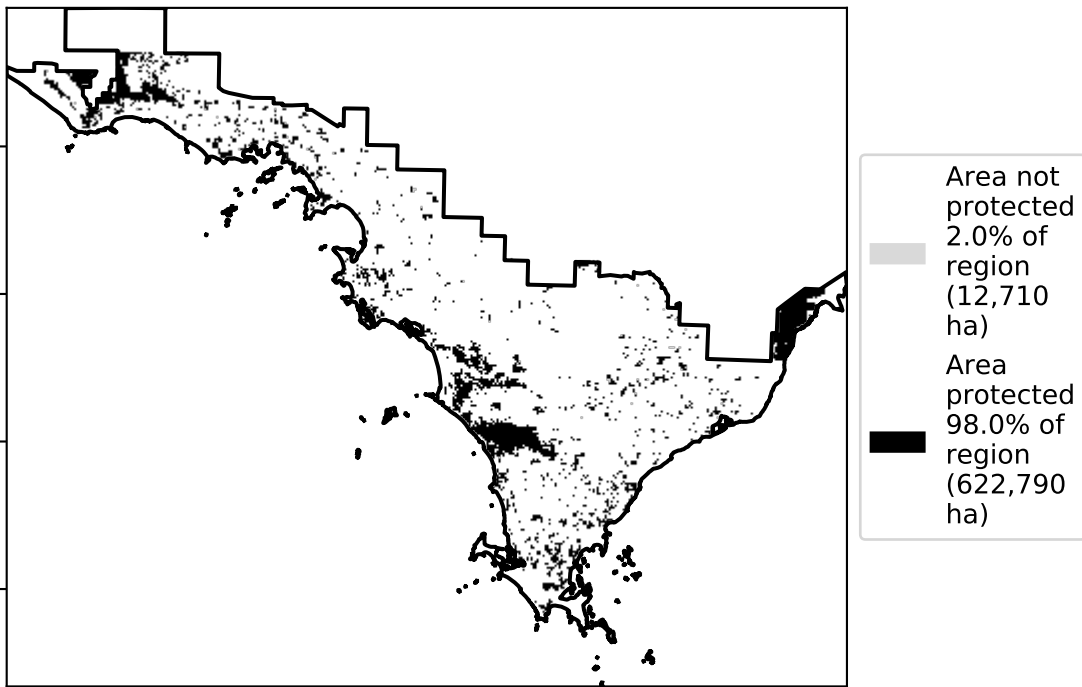 Area not
protected
2.0% of
region
(12,710
ha)
Area
protected
98.0% of
region
(622,790
ha)